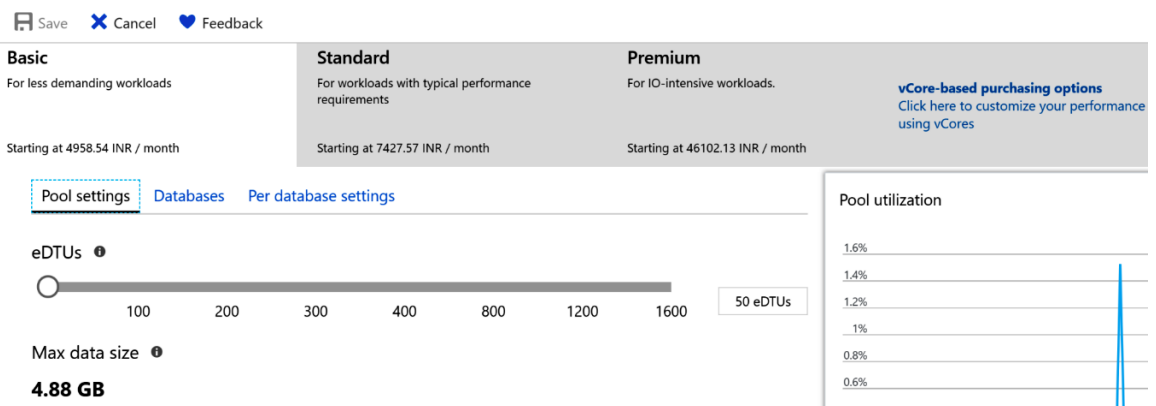 Save Cancel Feedback
Basic
For less demanding workloads
Starting at 4958.54 INR / month
Standard
For workloads with typical performance
requirements
Starting at 7427.57 INR / month
Premium
For IO-intensive workloads.
Starting at 46102.13 INR / month
vCore-based purchasing options
Click here to customize your performance
using vCores
Pool settings Databases Per database settings
eDTUs
100 200 300 400 800 1200 1600
50 eDTUs
Max data size
4.88 GB
Pool utilization
1.6%
1.4%
1.2%
1%
0.8%
0.6%